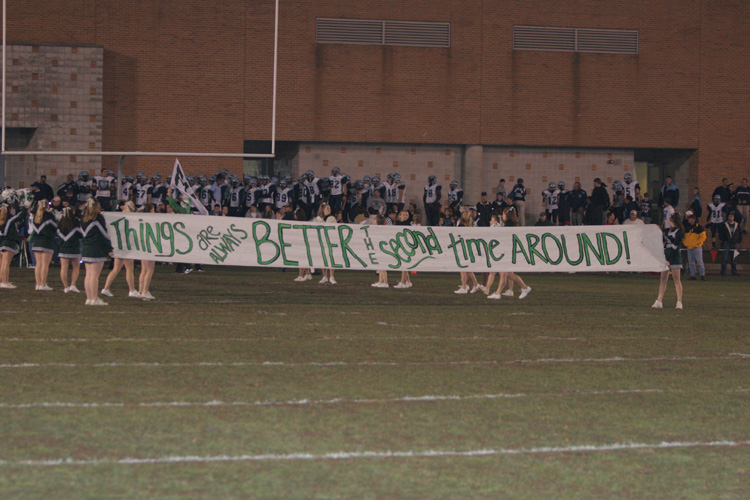 Things are ALWAYS BETTER THE second time AROUND!